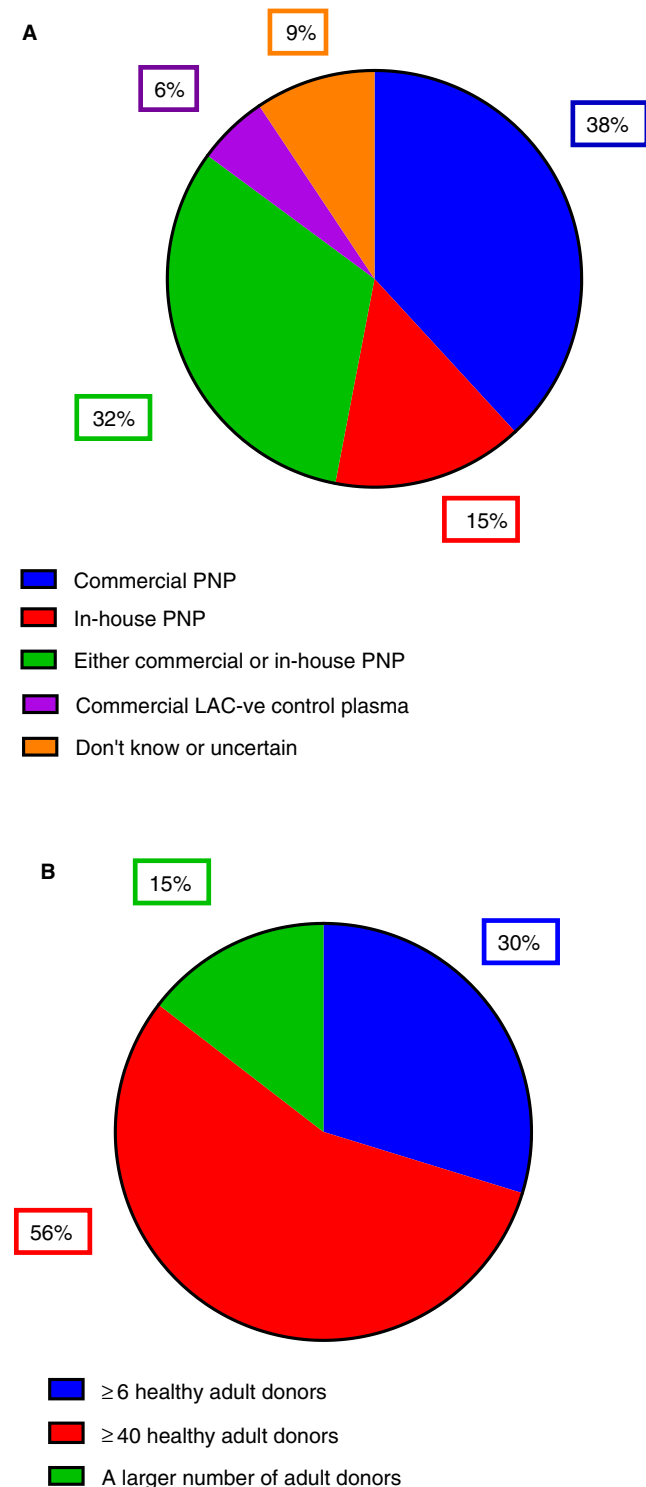 A
9%
6%
38%
32%
15%
Commercial PNP
In-house PNP
Either commercial or in-house PNP
Commercial LAC-ve control plasma
Don't know or uncertain
B
15%
30%
56%
≥6 healthy adult donors
≥40 healthy adult donors
A larger number of adult donors